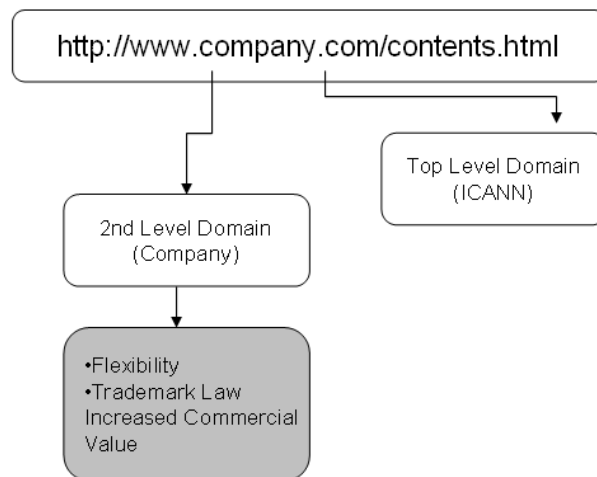 http://www.company.com/contents.html
Top Level Domain
(ICANN)
2nd Level Domain
(Company)
•Flexibility
•Trademark Law
Increased Commercial
Value